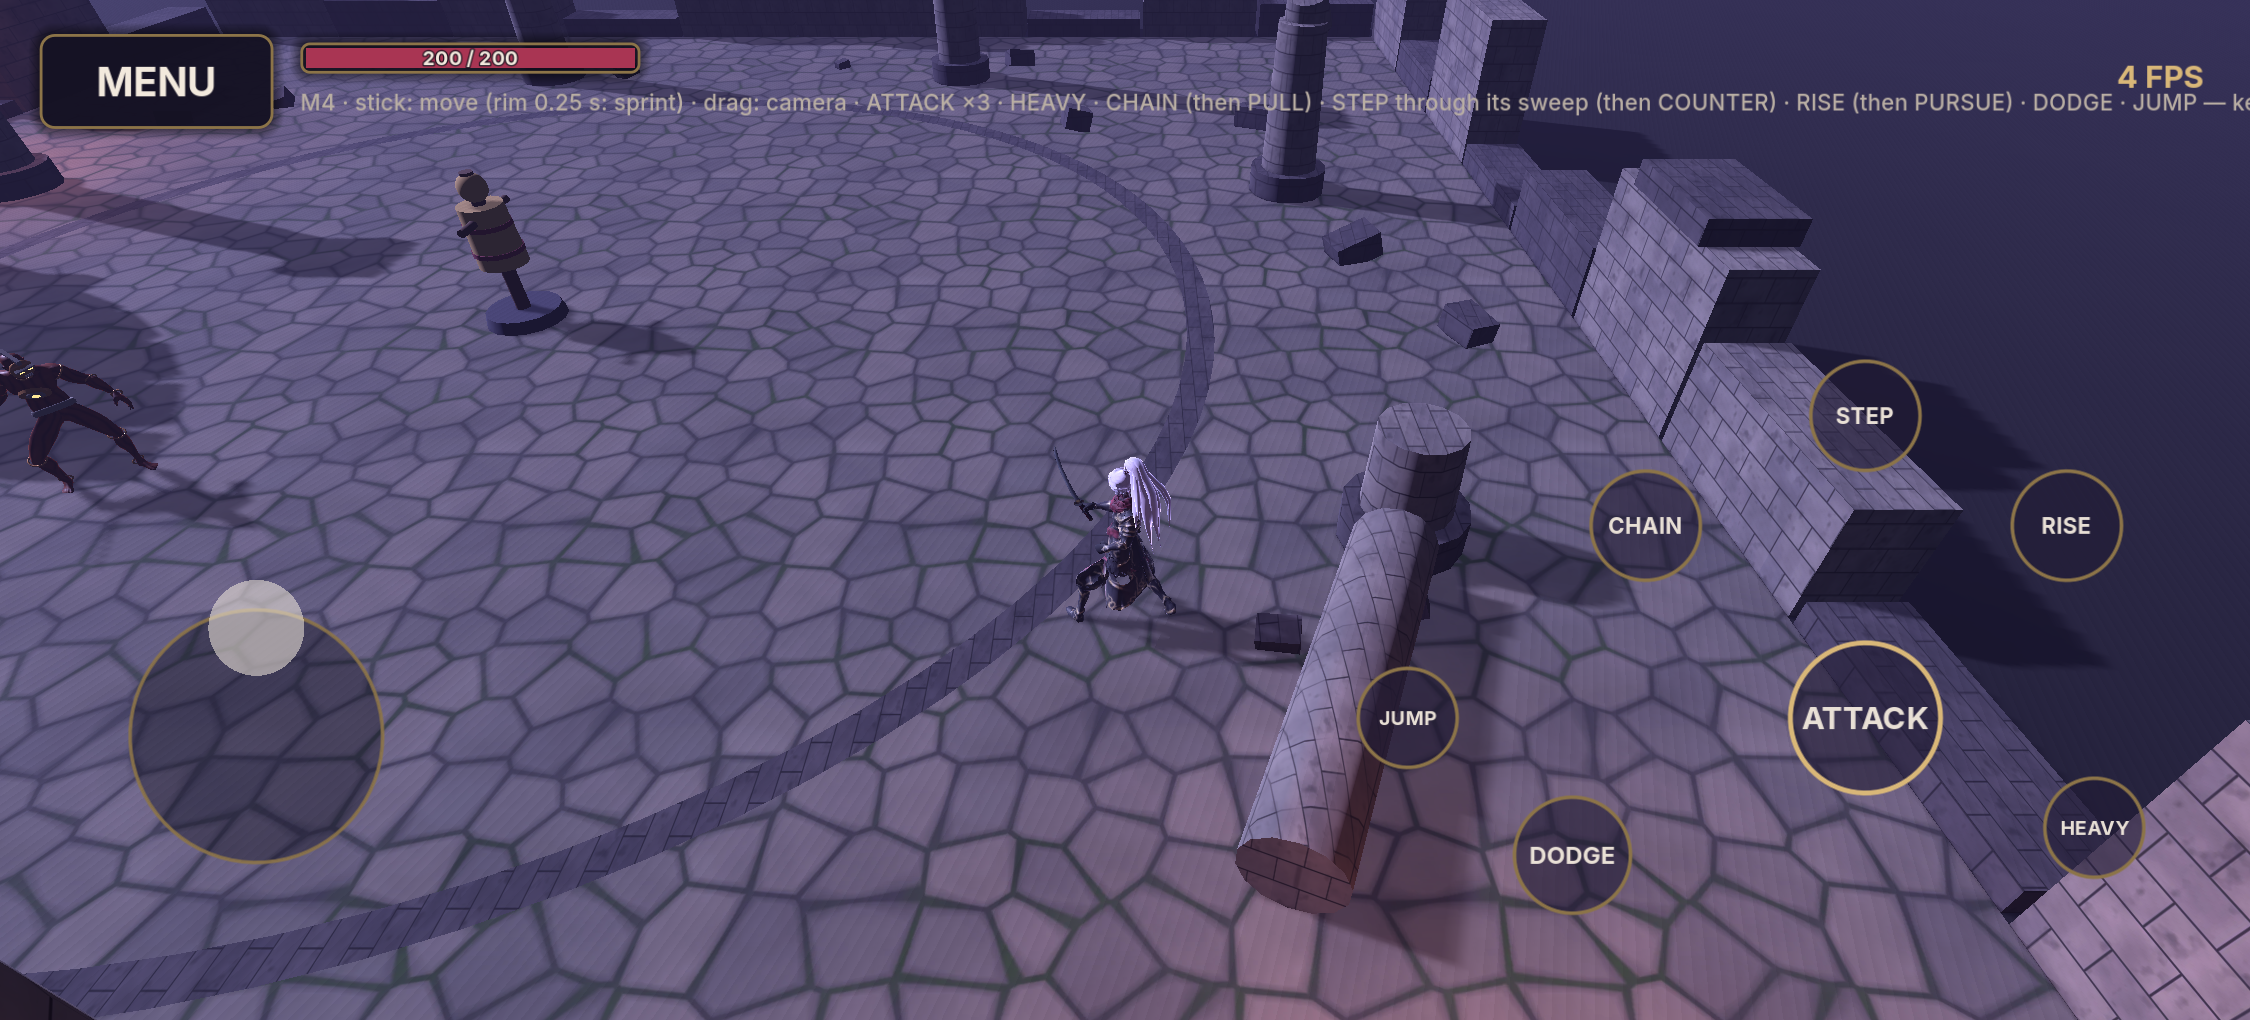 MENU
200 / 200
4 FPS
M4 · stick: move (rim 0.25 s: sprint) · drag: camera · ATTACK ×3 · HEAVY · CHAIN (then PULL) · STEP through its sweep (then COUNTER) · RISE (then PURSUE) · DODGE · JUMP —
STEP
CHAIN
RISE
JUMP
ATTACK
HEAVY
DODGE